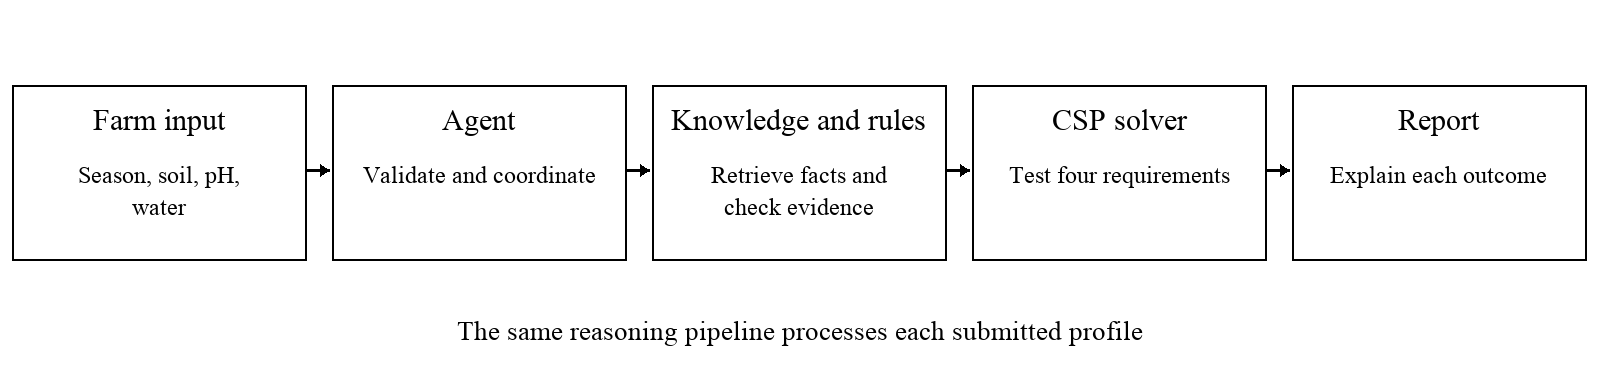 Farm input
Season, soil, pH,
water
Agent
Validate and coordinate
Knowledge and rules
Retrieve facts and
check evidence
CSP solver
Test four requirements
Report
Explain each outcome
The same reasoning pipeline processes each submitted profile